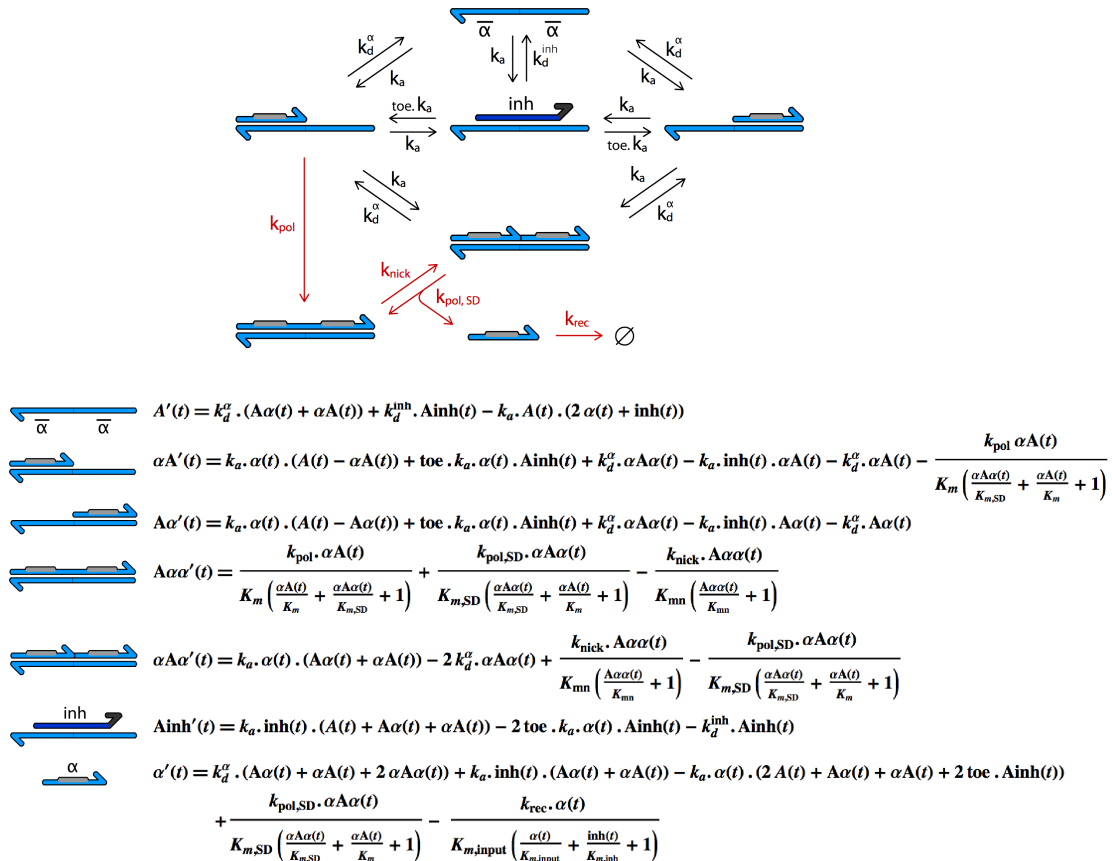 α̅ α̅
k_d^α k_a k_a k_d^inh k_d^α k_a
inh
toe. k_a k_a k_a toe. k_a
k_a k_d^α k_a k_d^α
k_pol
k_nick k_pol, SD
k_rec ∅
α̅ α̅ A′(t) = k_d^α . (Aα(t) + αA(t)) + k_d^inh . Ainh(t) − k_a . A(t) . (2 α(t) + inh(t))
αA′(t) = k_a . α(t) . (A(t) − αA(t)) + toe . k_a . α(t) . Ainh(t) + k_d^α . αAα(t) − k_a . inh(t) . αA(t) − k_d^α . αA(t) − k_pol αA(t) / (K_m (αAα(t)/K_m,SD + αA(t)/K_m + 1))
Aα′(t) = k_a . α(t) . (A(t) − Aα(t)) + toe . k_a . α(t) . Ainh(t) + k_d^α . αAα(t) − k_a . inh(t) . Aα(t) − k_d^α . Aα(t)
Aαα′(t) = k_pol . αA(t) / (K_m (αA(t)/K_m + αAα(t)/K_m,SD + 1)) + k_pol,SD . αAα(t) / (K_m,SD (αAα(t)/K_m,SD + αA(t)/K_m + 1)) − k_nick . Aαα(t) / (K_mn (Aαα(t)/K_mn + 1))
αAα′(t) = k_a . α(t) . (Aα(t) + αA(t)) − 2 k_d^α . αAα(t) + k_nick . Aαα(t) / (K_mn (Aαα(t)/K_mn + 1)) − k_pol,SD . αAα(t) / (K_m,SD (αAα(t)/K_m,SD + αA(t)/K_m + 1))
inh Ainh′(t) = k_a . inh(t) . (A(t) + Aα(t) + αA(t)) − 2 toe . k_a . α(t) . Ainh(t) − k_d^inh . Ainh(t)
α α′(t) = k_d^α . (Aα(t) + αA(t) + 2 αAα(t)) + k_a . inh(t) . (Aα(t) + αA(t)) − k_a . α(t) . (2 A(t) + Aα(t) + αA(t) + 2 toe . Ainh(t))
+ k_pol,SD . αAα(t) / (K_m,SD (αAα(t)/K_m,SD + αA(t)/K_m + 1)) − k_rec . α(t) / (K_m,input (α(t)/K_m,input + inh(t)/K_m,inh + 1))